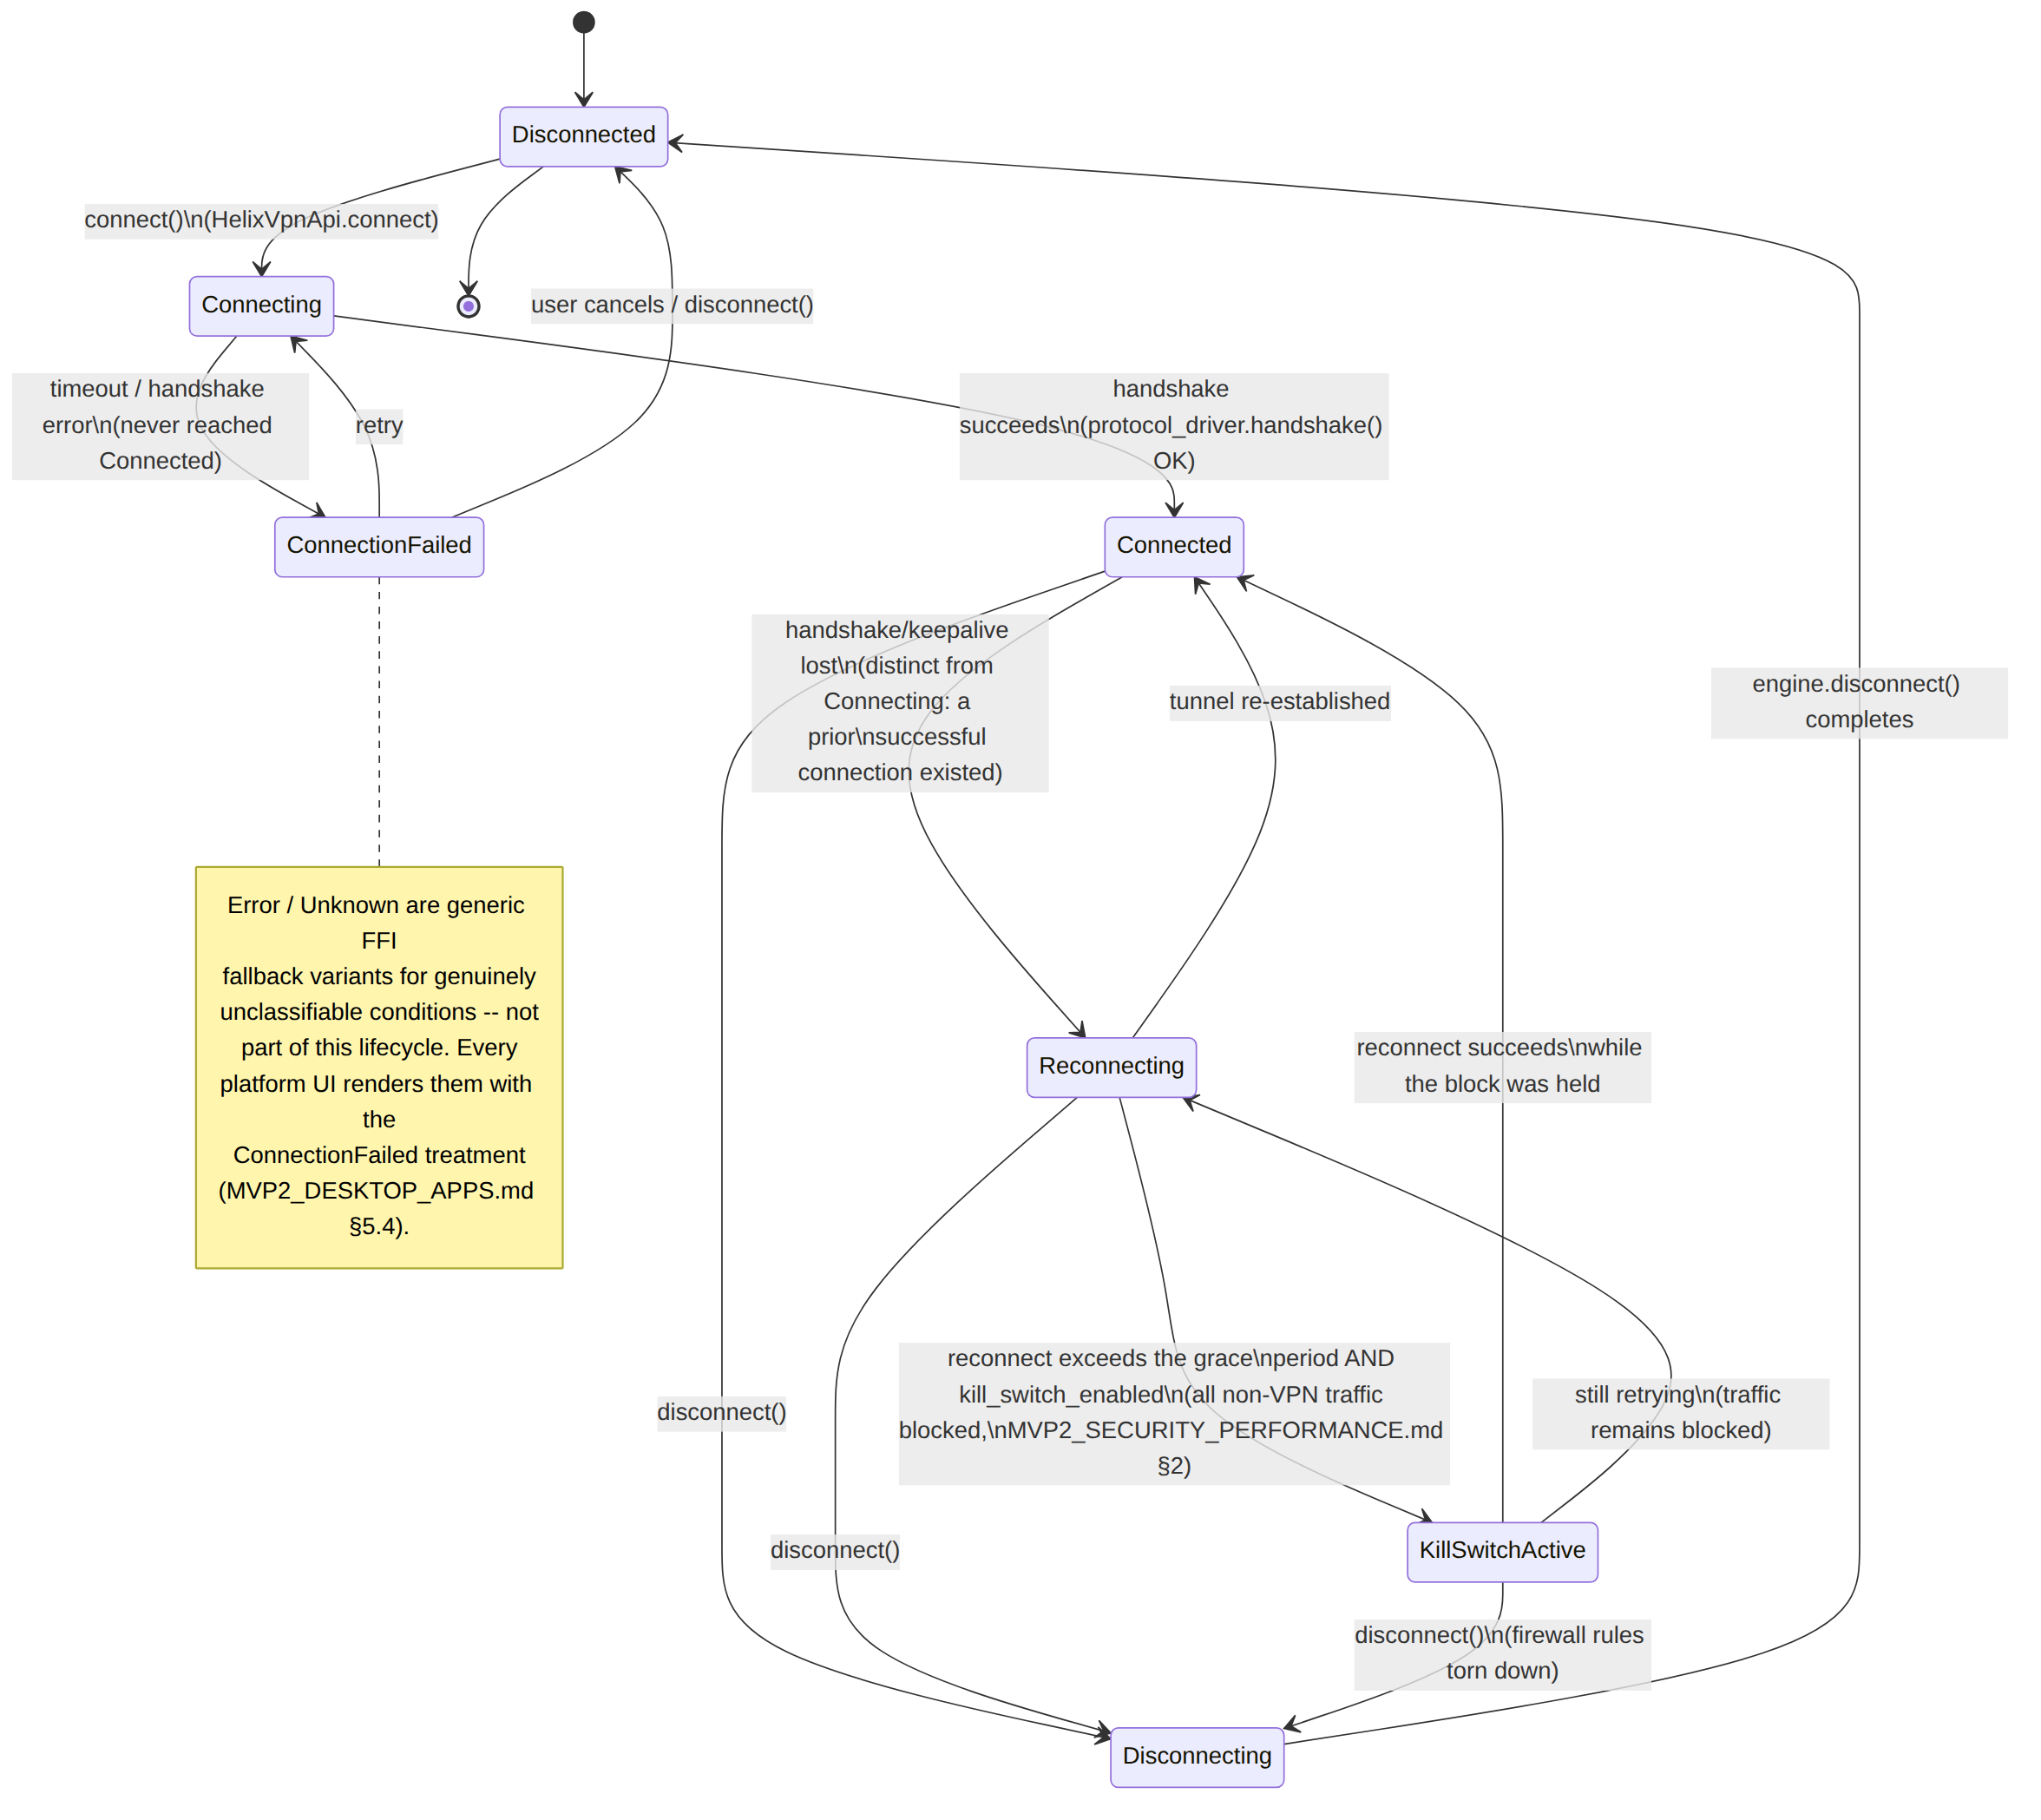 Disconnected
connect()\n(HelixVpnApi.connect)
Connecting
user cancels / disconnect()
timeout / handshake
error\n(never reached
Connected)
retry
handshake
succeeds\n(protocol_driver.handshake()
OK)
ConnectionFailed
Connected
handshake/keepalive
lost\n(distinct from
Connecting: a
prior\nsuccessful
connection existed)
tunnel re-established
engine.disconnect()
completes
Error / Unknown are generic
FFI
fallback variants for genuinely
unclassifiable conditions -- not
part of this lifecycle. Every
platform UI renders them with
the
ConnectionFailed treatment
(MVP2_DESKTOP_APPS.md
§5.4).
Reconnecting
reconnect succeeds\nwhile
the block was held
disconnect()
reconnect exceeds the grace\nperiod AND
kill_switch_enabled\n(all non-VPN traffic
blocked,\nMVP2_SECURITY_PERFORMANCE.md
§2)
still retrying\n(traffic
remains blocked)
disconnect()
KillSwitchActive
disconnect()\n(firewall rules
torn down)
Disconnecting